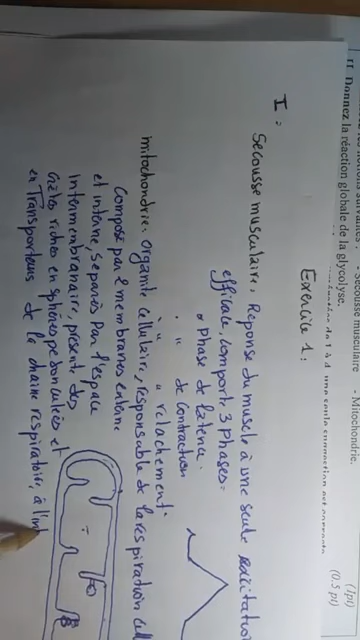 - Secousse musculaire - Mitochondrie. (1pt)
II Donnez la réaction globale de la glycolyse. (0.5 pt)
Exercice 1:
I :
Secousse musculaire: Réponse du muscle à une seule excitation
efficace, comporte 3 phases:
* Phase de latence.
" " de contraction
" " " relachement.
mitochondrie: organite cellulaire, responsable de la respiration cell
Composé par 2 membranes externe
et interne, séparés par l'espace
intermembranaire, présent des
crêtes riches en sphères pédonculées et
en Transporteurs de la chaine respiratoire, à l'int